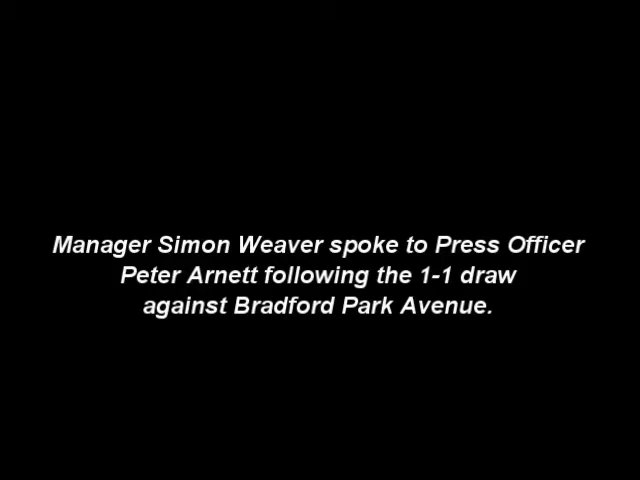 Manager Simon Weaver spoke to Press Officer
Peter Arnett following the 1-1 draw
against Bradford Park Avenue.